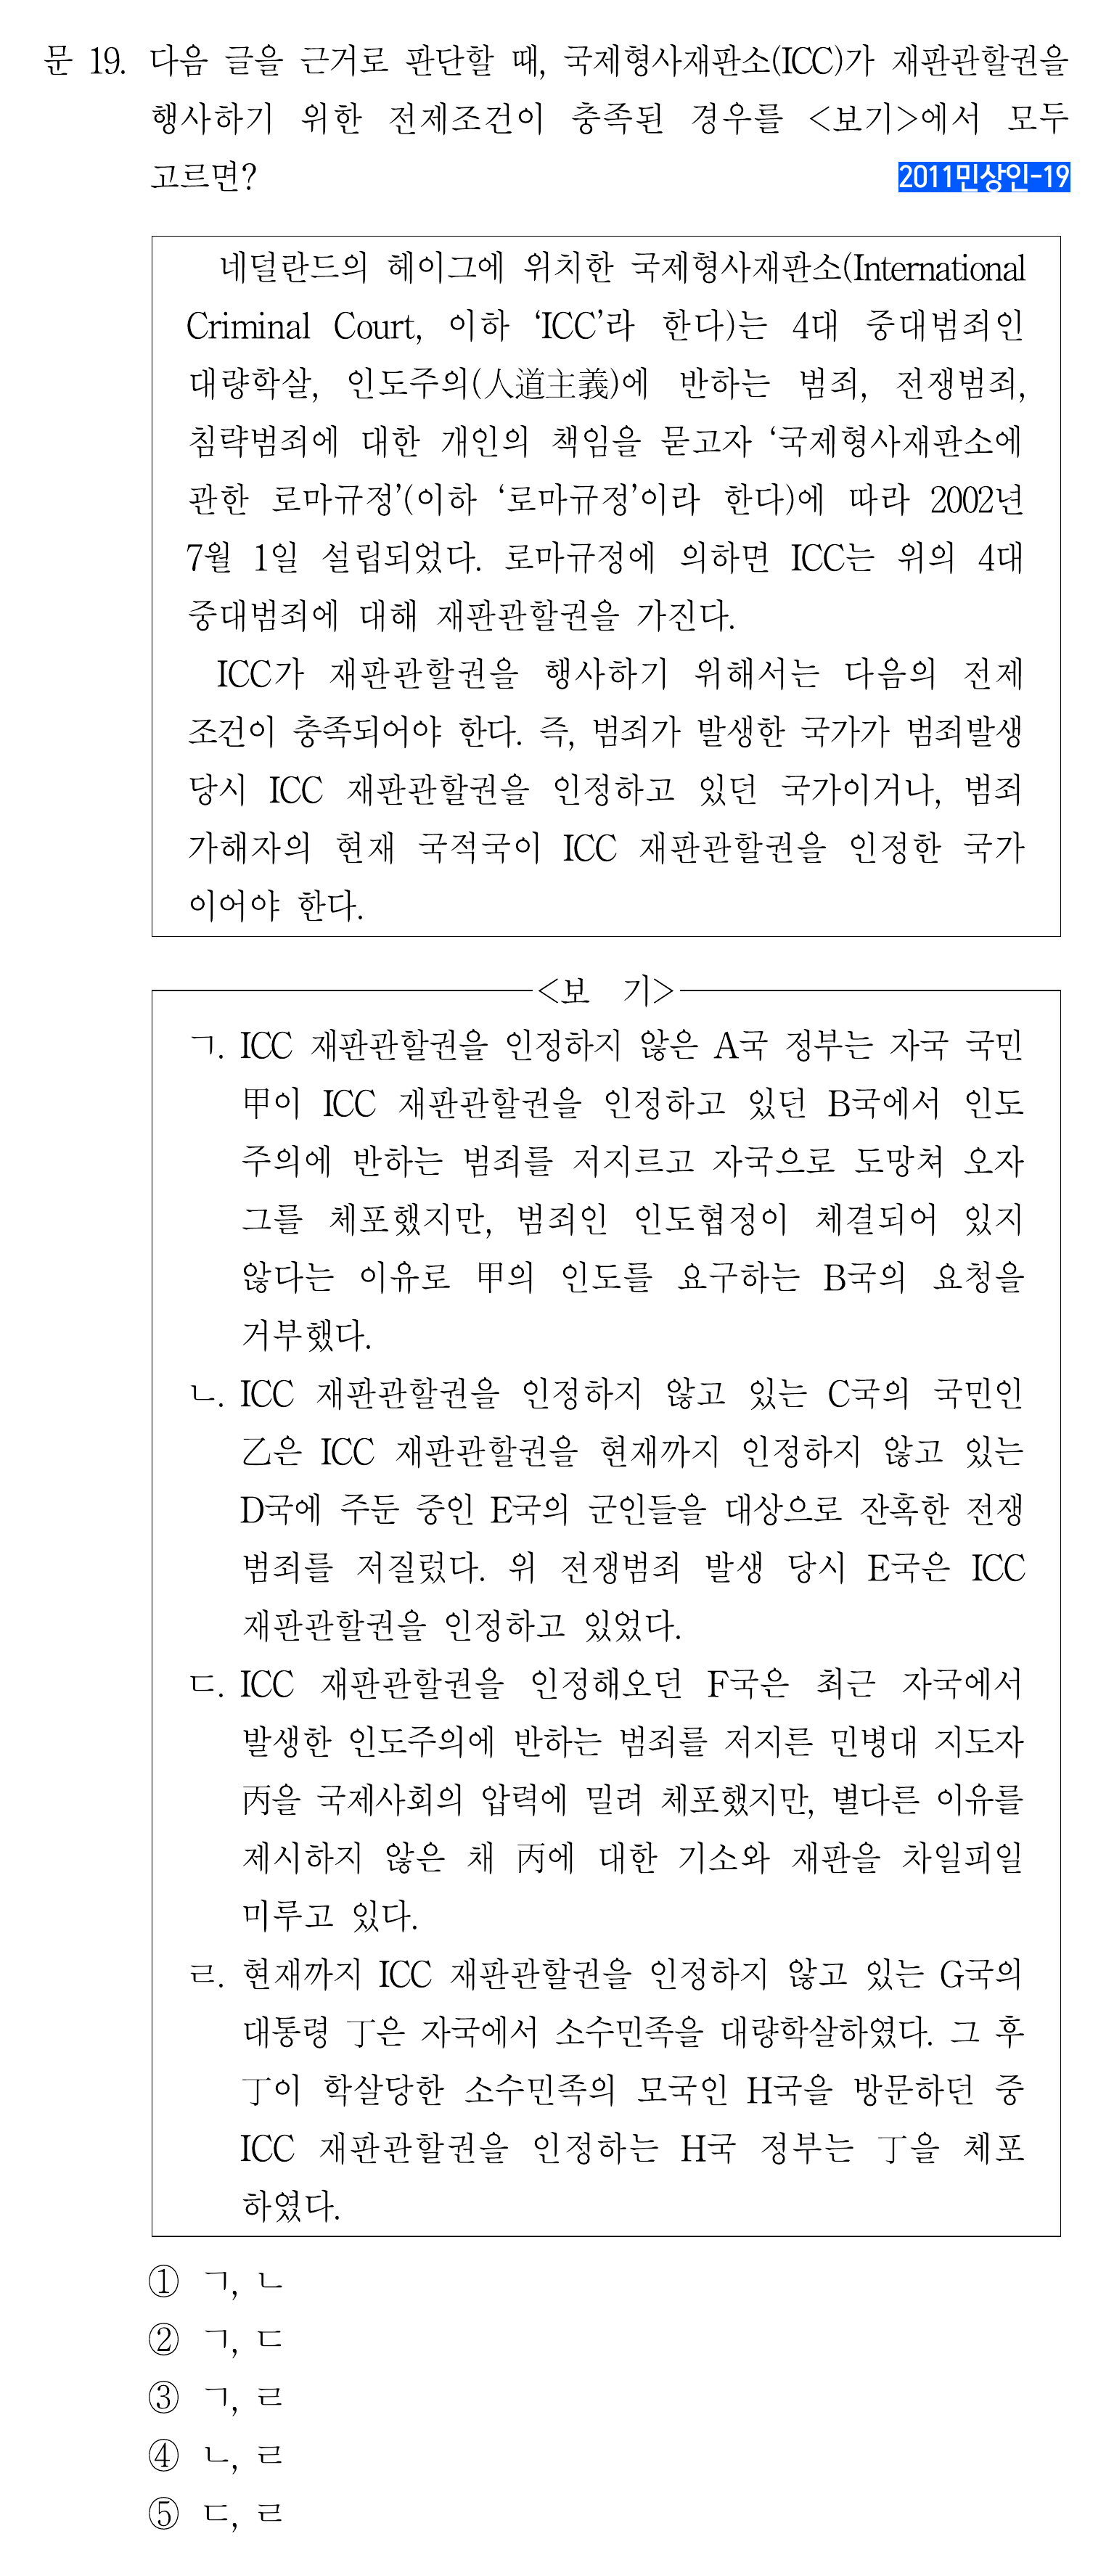 문 19. 다음 글을 근거로 판단할 때, 국제형사재판소(ICC)가 재판관할권을
행사하기 위한 전제조건이 충족된 경우를 <보기>에서 모두
고르면?
2011민상인-19
네덜란드의 헤이그에 위치한 국제형사재판소(International
Criminal Court, 이하 ‘ICC’라 한다)는 4대 중대범죄인
대량학살, 인도주의(人道主義)에 반하는 범죄, 전쟁범죄,
침략범죄에 대한 개인의 책임을 묻고자 ‘국제형사재판소에
관한 로마규정’(이하 ‘로마규정’이라 한다)에 따라 2002년
7월 1일 설립되었다. 로마규정에 의하면 ICC는 위의 4대
중대범죄에 대해 재판관할권을 가진다.
ICC가 재판관할권을 행사하기 위해서는 다음의 전제
조건이 충족되어야 한다. 즉, 범죄가 발생한 국가가 범죄발생
당시 ICC 재판관할권을 인정하고 있던 국가이거나, 범죄
가해자의 현재 국적국이 ICC 재판관할권을 인정한 국가
이어야 한다.
<보 기>
ㄱ. ICC 재판관할권을 인정하지 않은 A국 정부는 자국 국민
甲이 ICC 재판관할권을 인정하고 있던 B국에서 인도
주의에 반하는 범죄를 저지르고 자국으로 도망쳐 오자
그를 체포했지만, 범죄인 인도협정이 체결되어 있지
않다는 이유로 甲의 인도를 요구하는 B국의 요청을
거부했다.
ㄴ. ICC 재판관할권을 인정하지 않고 있는 C국의 국민인
乙은 ICC 재판관할권을 현재까지 인정하지 않고 있는
D국에 주둔 중인 E국의 군인들을 대상으로 잔혹한 전쟁
범죄를 저질렀다. 위 전쟁범죄 발생 당시 E국은 ICC
재판관할권을 인정하고 있었다.
ㄷ. ICC 재판관할권을 인정해오던 F국은 최근 자국에서
발생한 인도주의에 반하는 범죄를 저지른 민병대 지도자
丙을 국제사회의 압력에 밀려 체포했지만, 별다른 이유를
제시하지 않은 채 丙에 대한 기소와 재판을 차일피일
미루고 있다.
ㄹ. 현재까지 ICC 재판관할권을 인정하지 않고 있는 G국의
대통령 丁은 자국에서 소수민족을 대량학살하였다. 그 후
丁이 학살당한 소수민족의 모국인 H국을 방문하던 중
ICC 재판관할권을 인정하는 H국 정부는 丁을 체포
하였다.
① ㄱ, ㄴ
② ㄱ, ㄷ
③ ㄱ, ㄹ
④ ㄴ, ㄹ
⑤ ㄷ, ㄹ